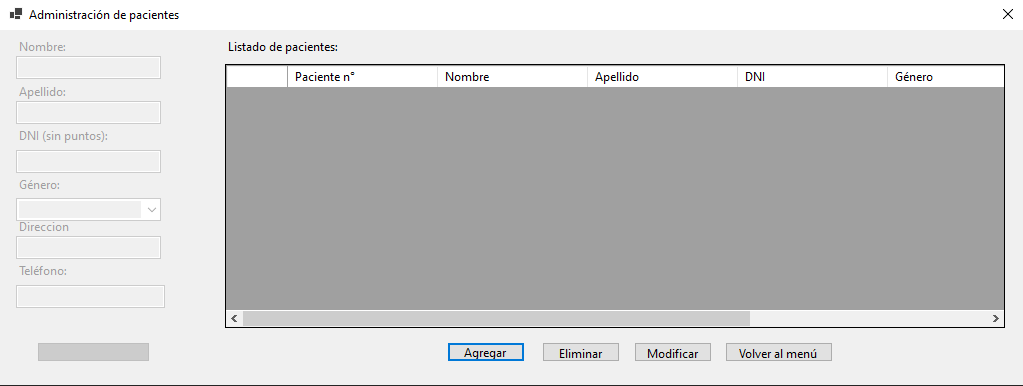 Administración de pacientes
Nombre:
Apellido:
DNI (sin puntos):
Género:
Direccion
Teléfono:
Listado de pacientes:
Paciente n° Nombre Apellido DNI Género
Agregar Eliminar Modificar Volver al menú